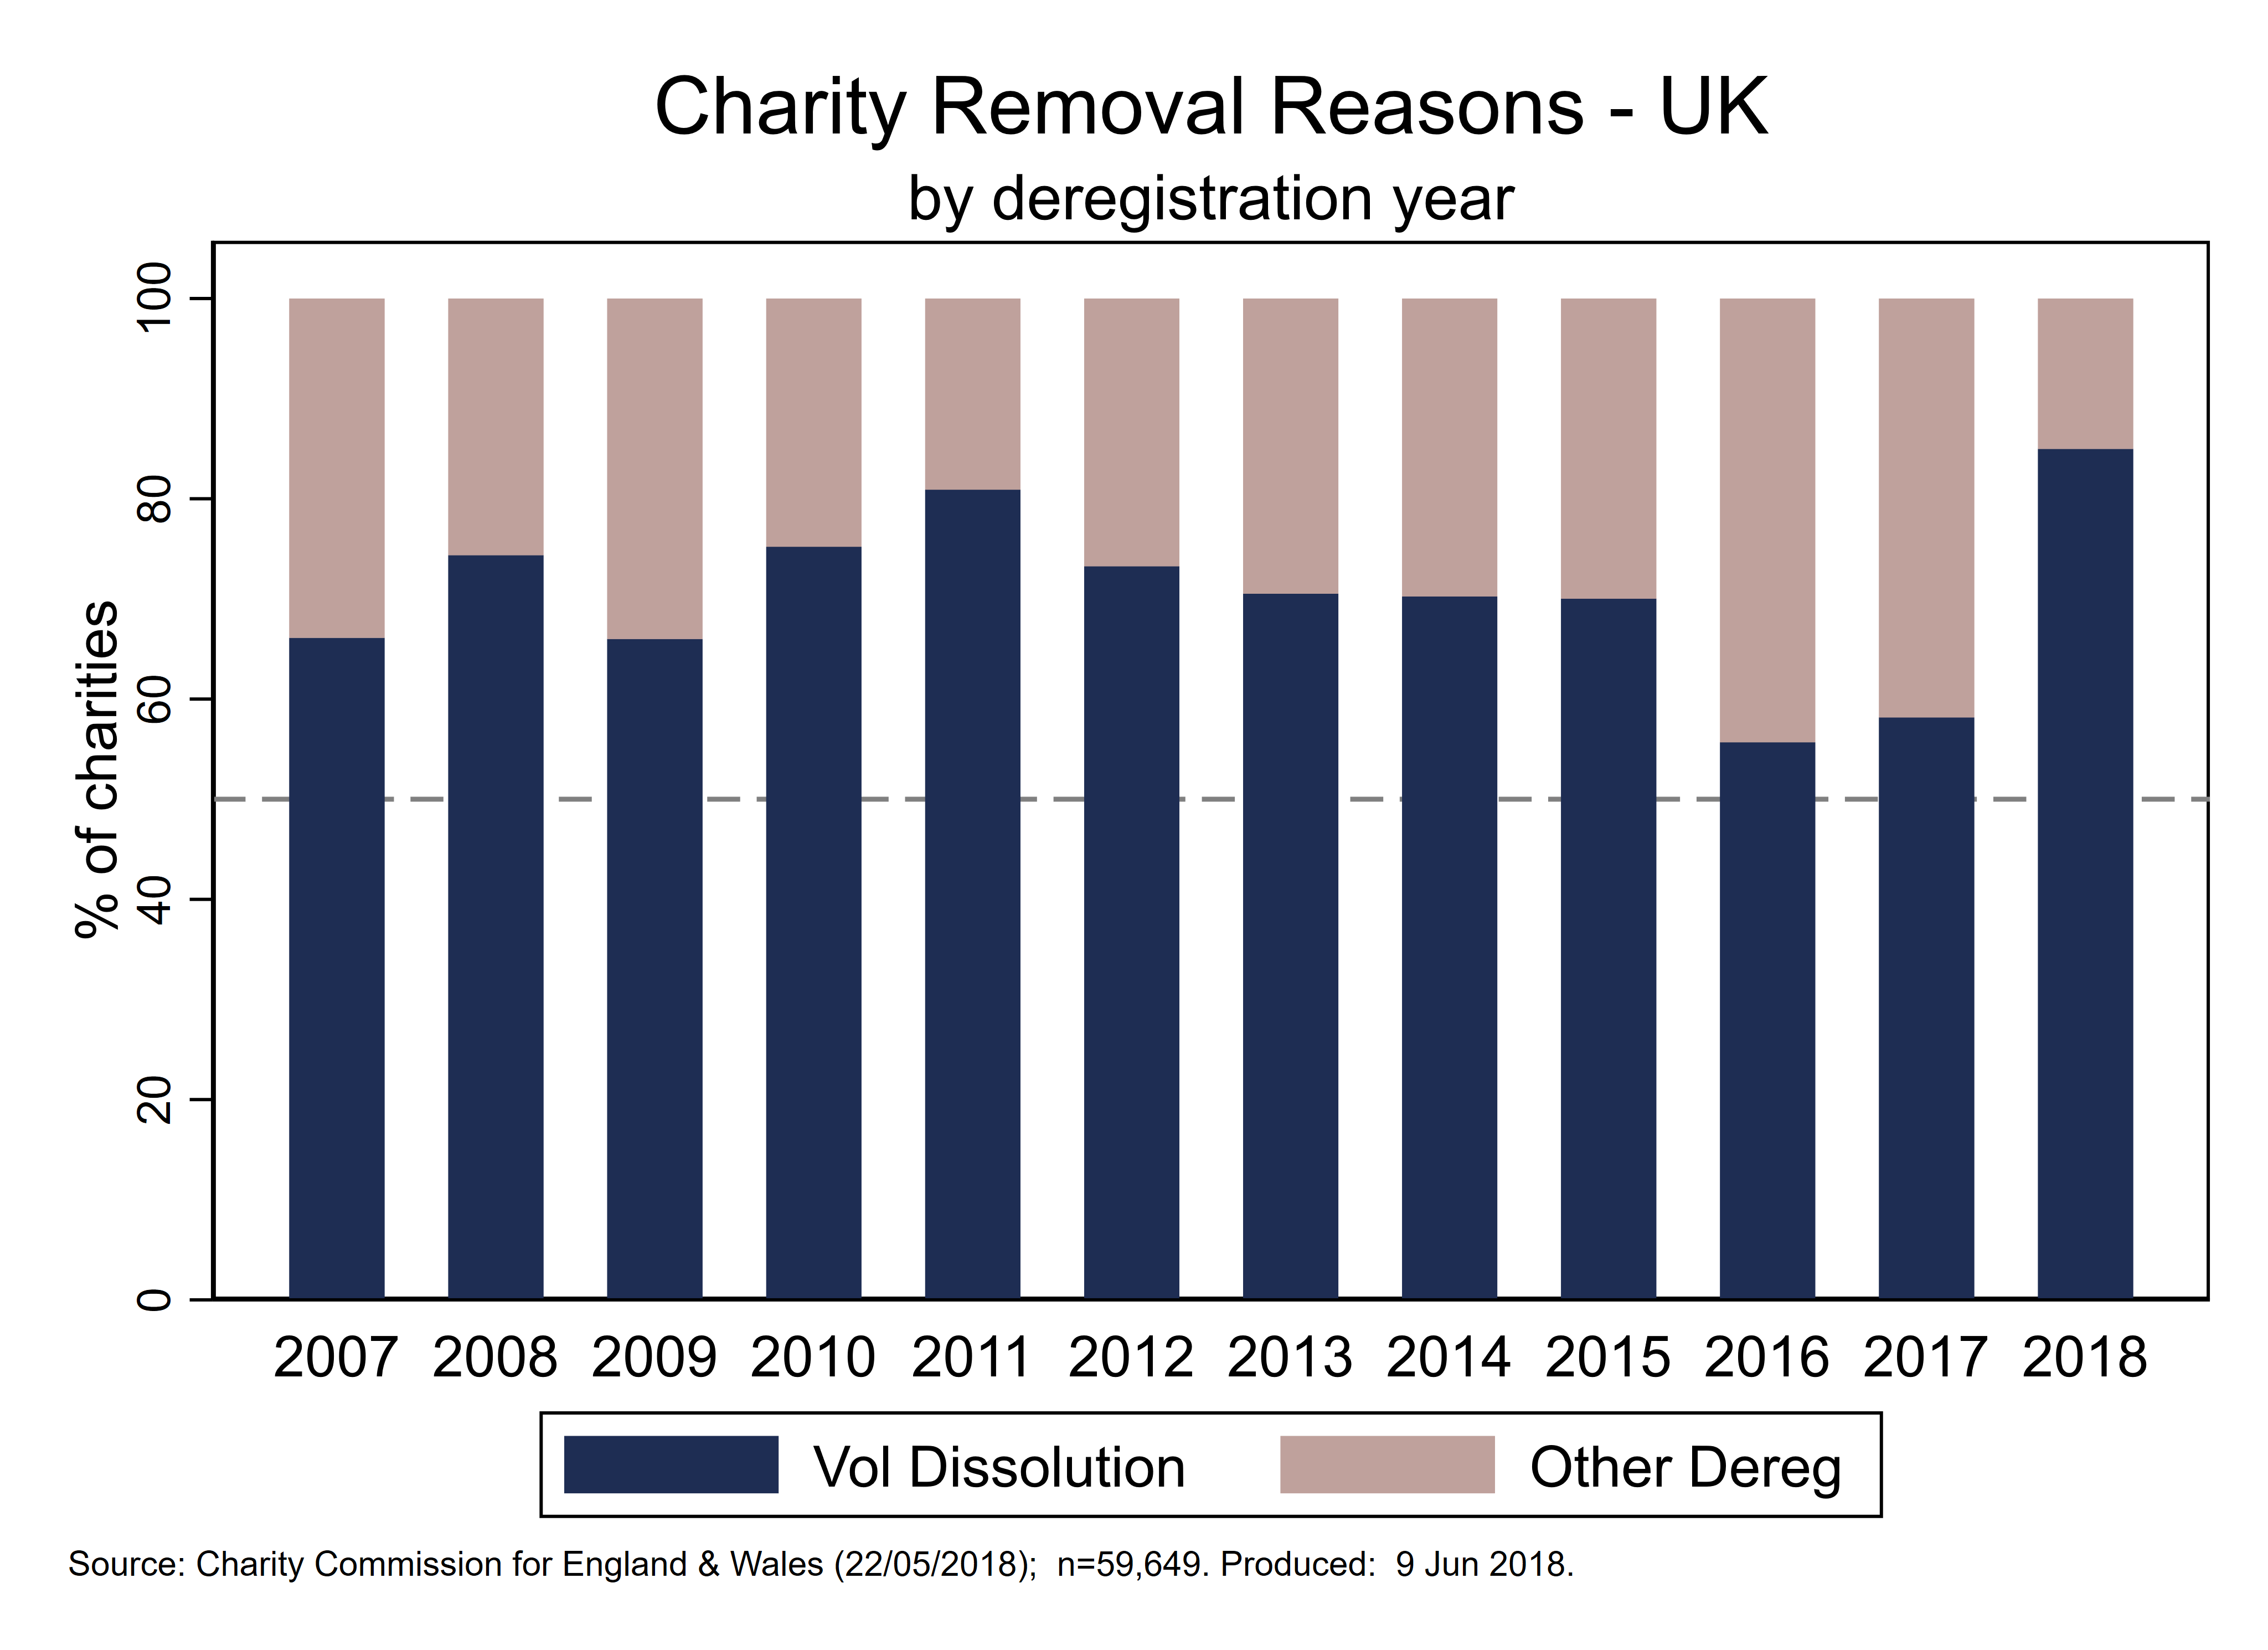 Charity Removal Reasons - UK
by deregistration year
% of charities
100
80
60
40
20
0
2007 2008 2009 2010 2011 2012 2013 2014 2015 2016 2017 2018
Vol Dissolution Other Dereg
Source: Charity Commission for England & Wales (22/05/2018);  n=59,649. Produced:  9 Jun 2018.